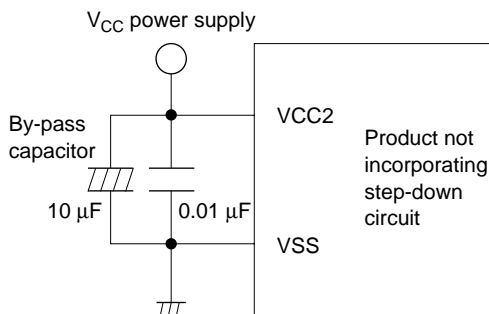 VCC power supply
By-pass
capacitor
10 µF
0.01 µF
VCC2
VSS
Product not
incorporating
step-down
circuit